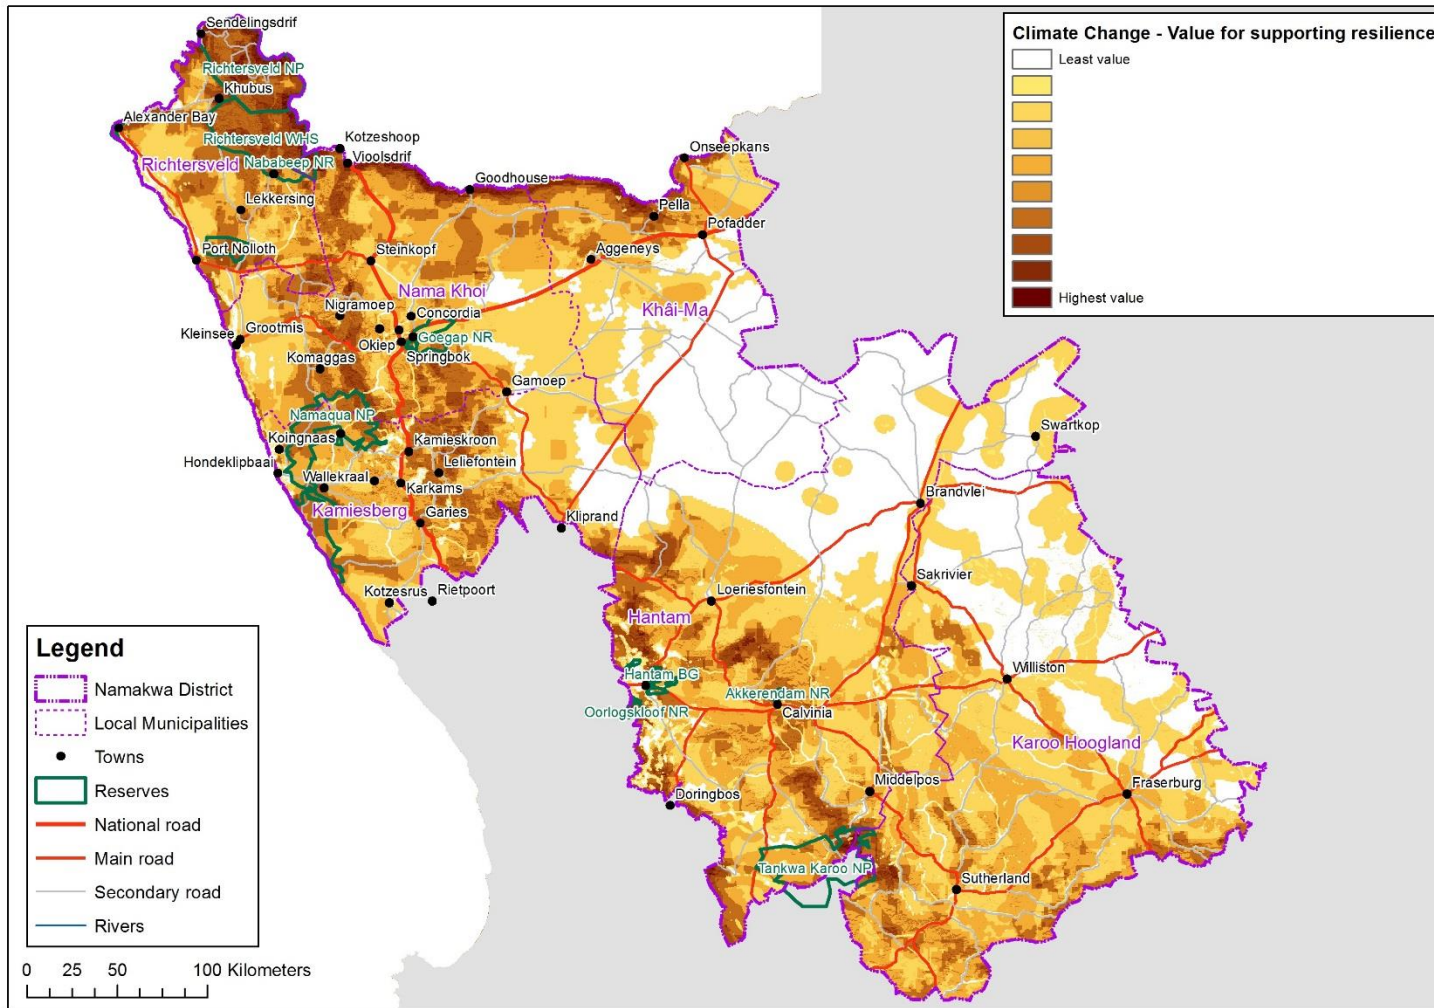 Climate Change - Value for supporting resilience
Least value
Highest value
Sendelingsdrif
Richtersveld NP
Khubus
Alexander Bay
Richtersveld WHS
Kotzeshoop
Vioolsdrif
Richtersveld
Nababeep NR
Onseepkans
Goodhouse
Lekkersing
Pella
Pofadder
Port Nolloth
Steinkopf
Aggeneys
Nama Khoi
Khâi-Ma
Nigramoep
Concordia
Kleinsee
Grootmis
Okiep
Goegap NR
Springbok
Komaggas
Gamoep
Namaqua NP
Koingnaas
Kamieskroon
Swartkop
Hondeklipbaai
Wallekraal
Leliefontein
Karkams
Kamiesberg
Garies
Kliprand
Brandvlei
Kotzesrus
Rietpoort
Loeriesfontein
Sakrivier
Hantam
Hantam BG
Williston
Akkerendam NR
Oorlogskloof NR
Calvinia
Karoo Hoogland
Doringbos
Middelpos
Fraserburg
Tankwa Karoo NP
Sutherland
Legend
Namakwa District
Local Municipalities
Towns
Reserves
National road
Main road
Secondary road
Rivers
0 25 50 100 Kilometers